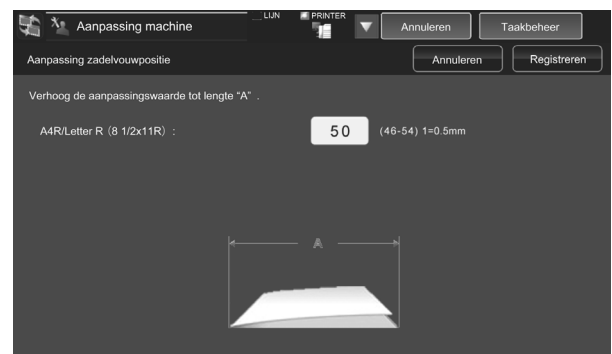 Aanpassing machine
LIJN
PRINTER
Annuleren
Taakbeheer
Aanpassing zadelvouwpositie
Annuleren
Registreren
Verhoog de aanpassingswaarde tot lengte “A” .
A4R/Letter R (8 1/2x11R) :
50
(46-54) 1=0.5mm
A